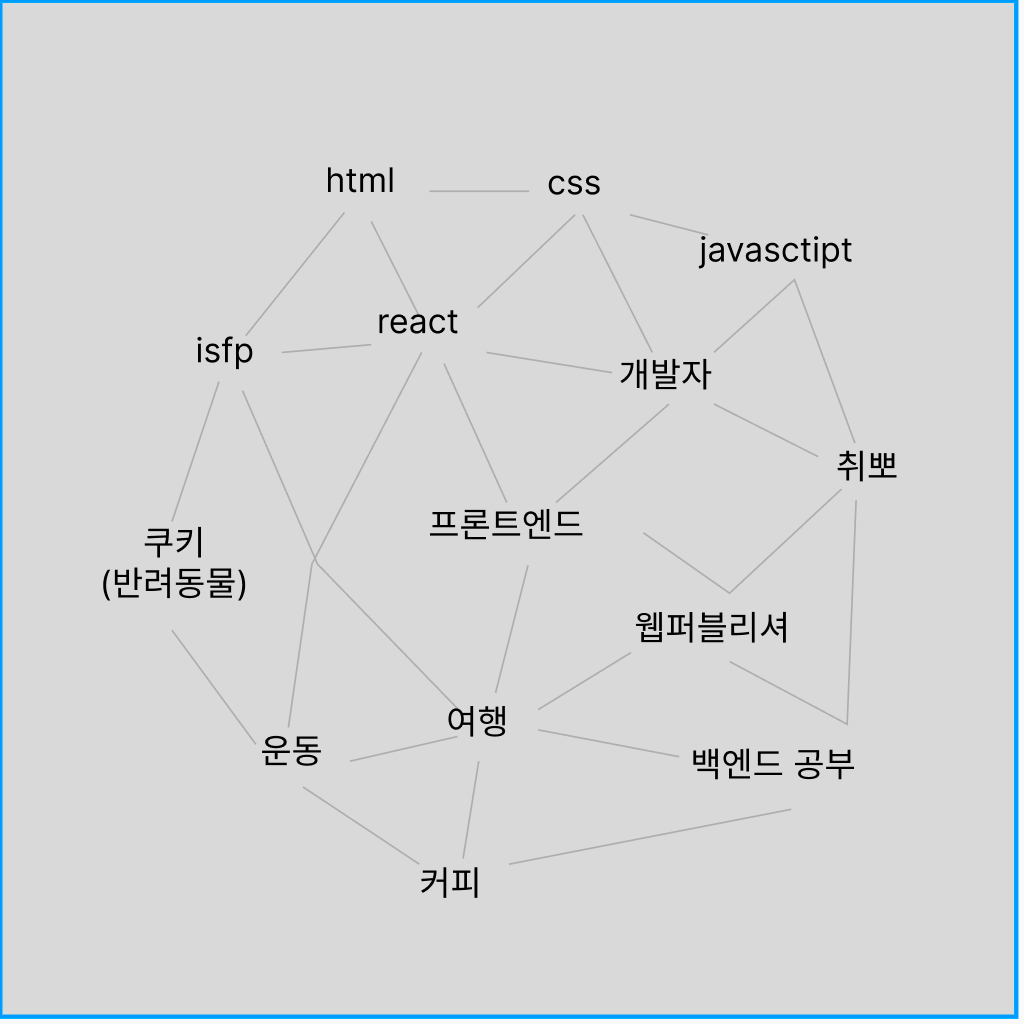 html
css
javasctipt
react
isfp
개발자
취뽀
프론트엔드
쿠키
(반려동물)
웹퍼블리셔
여행
운동
백엔드 공부
커피